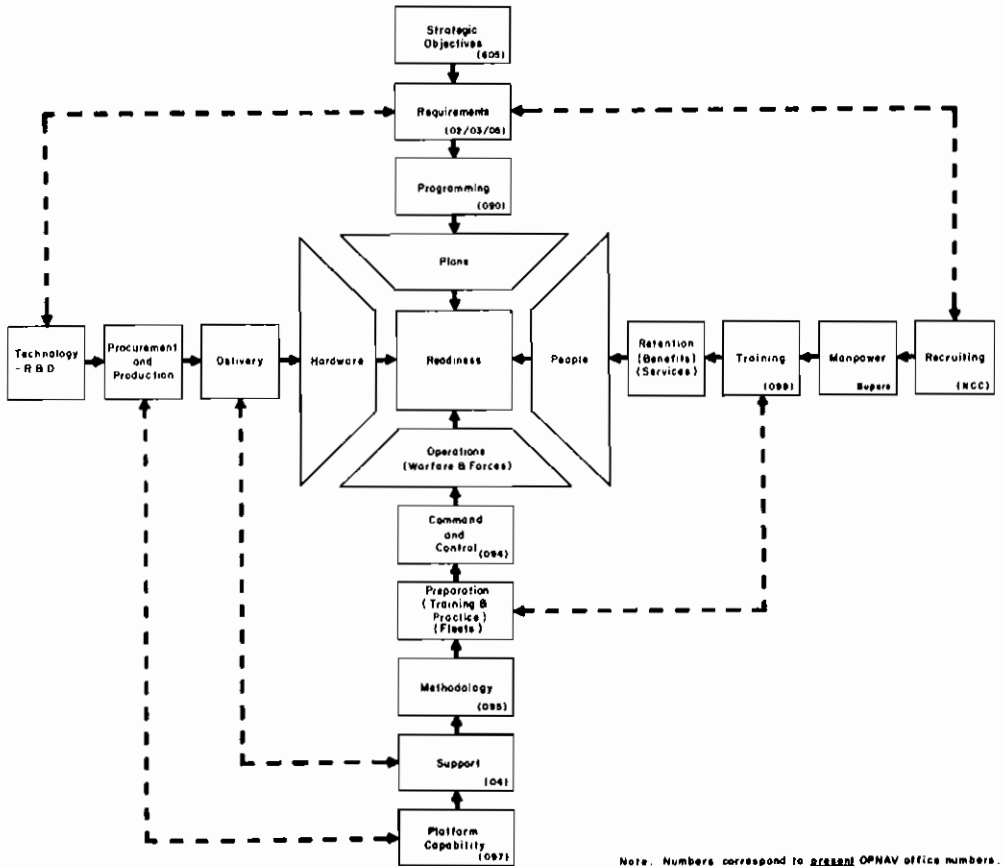 Strategic
Objectives
(605)
Requirements
(02/03/05)
Programming
(090)
Plans
Technology
-R&D
Procurement
and
Production
Delivery
Hardware
Readiness
People
Retention
(Benefits)
(Services)
Training
(099)
Manpower
Bupers
Recruiting
(NCC)
Operations
(Warfare & Forces)
Command
and
Control
(094)
Preparation
(Training &
Practice)
(Fleets)
Methodology
(095)
Support
(04)
Platform
Capability
(097)
Note. Numbers correspond to present OPNAV office numbers.